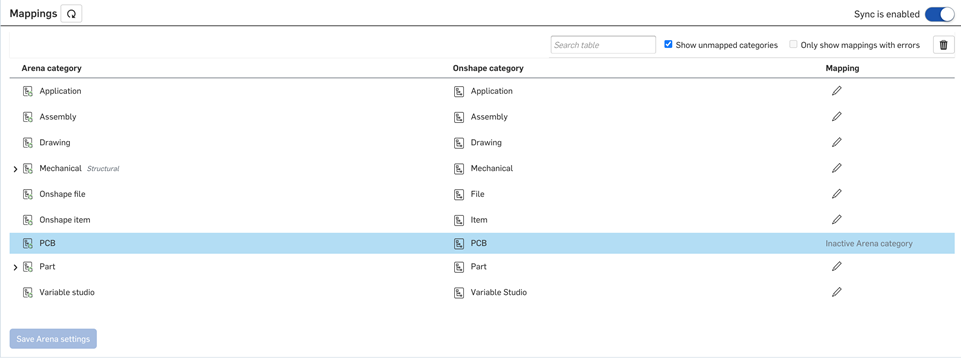 Mappings Sync is enabled
Search table Show unmapped categories Only show mappings with errors
Arena category Onshape category Mapping
Application Application
Assembly Assembly
Drawing Drawing
Mechanical Structural Mechanical
Onshape file File
Onshape item Item
PCB PCB Inactive Arena category
Part Part
Variable studio Variable Studio
Save Arena settings